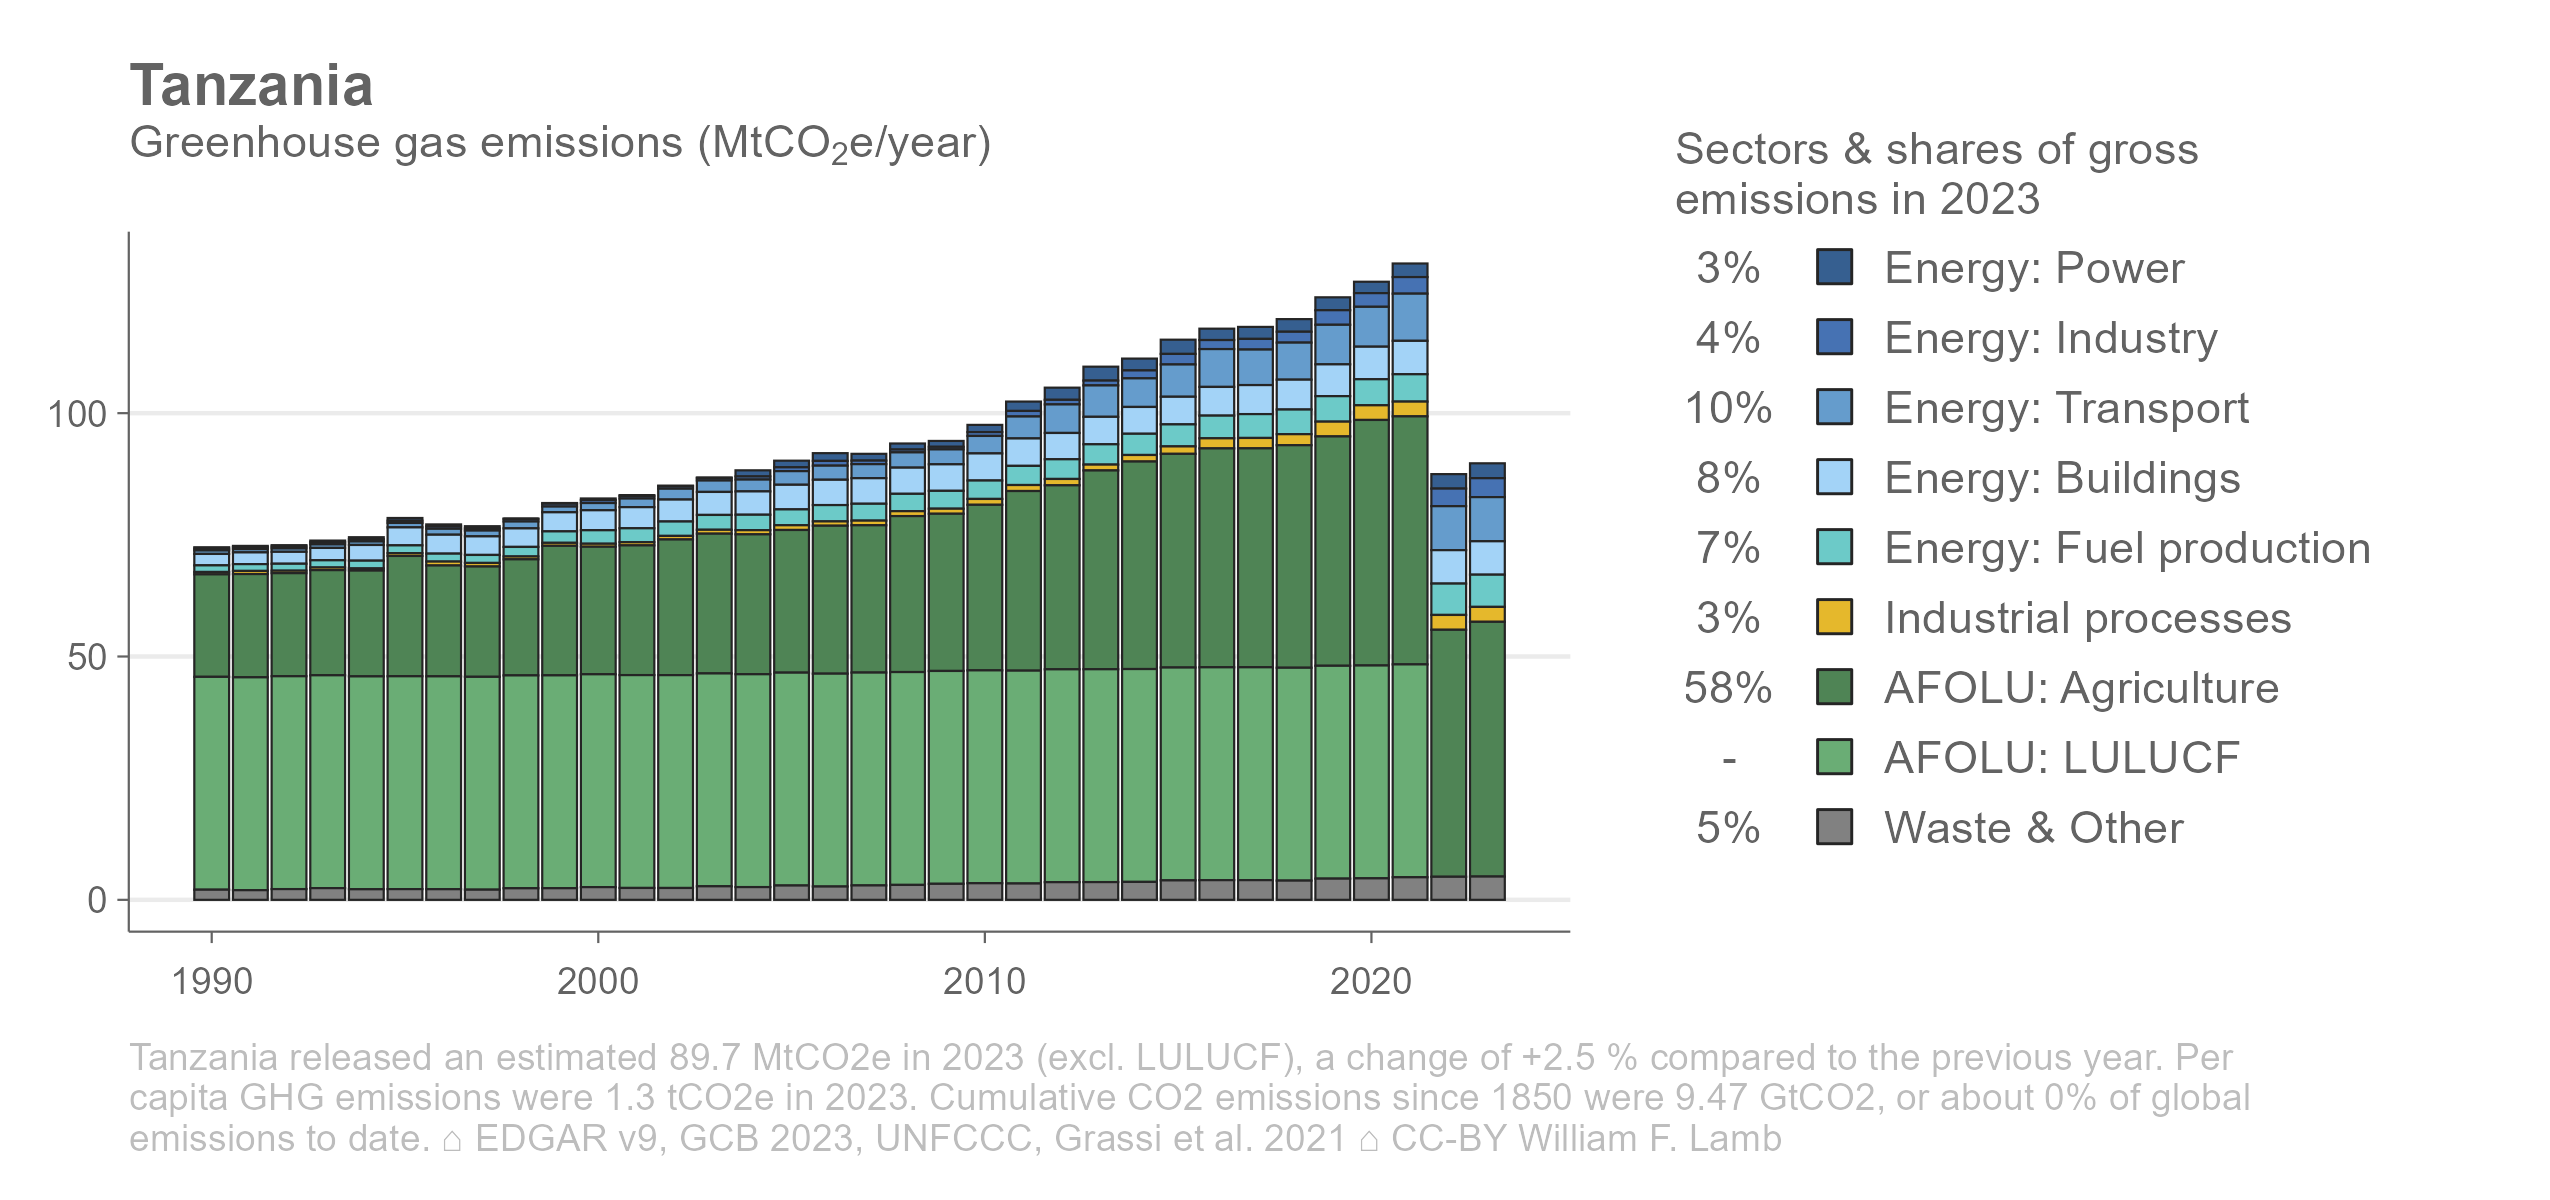 Tanzania
Greenhouse gas emissions (MtCO₂e/year)
Sectors & shares of gross
emissions in 2023
3% Energy: Power
4% Energy: Industry
10% Energy: Transport
8% Energy: Buildings
7% Energy: Fuel production
3% Industrial processes
58% AFOLU: Agriculture
- AFOLU: LULUCF
5% Waste & Other
100
50
0
1990 2000 2010 2020
Tanzania released an estimated 89.7 MtCO2e in 2023 (excl. LULUCF), a change of +2.5 % compared to the previous year. Per
capita GHG emissions were 1.3 tCO2e in 2023. Cumulative CO2 emissions since 1850 were 9.47 GtCO2, or about 0% of global
emissions to date. ⌂ EDGAR v9, GCB 2023, UNFCCC, Grassi et al. 2021 ⌂ CC-BY William F. Lamb